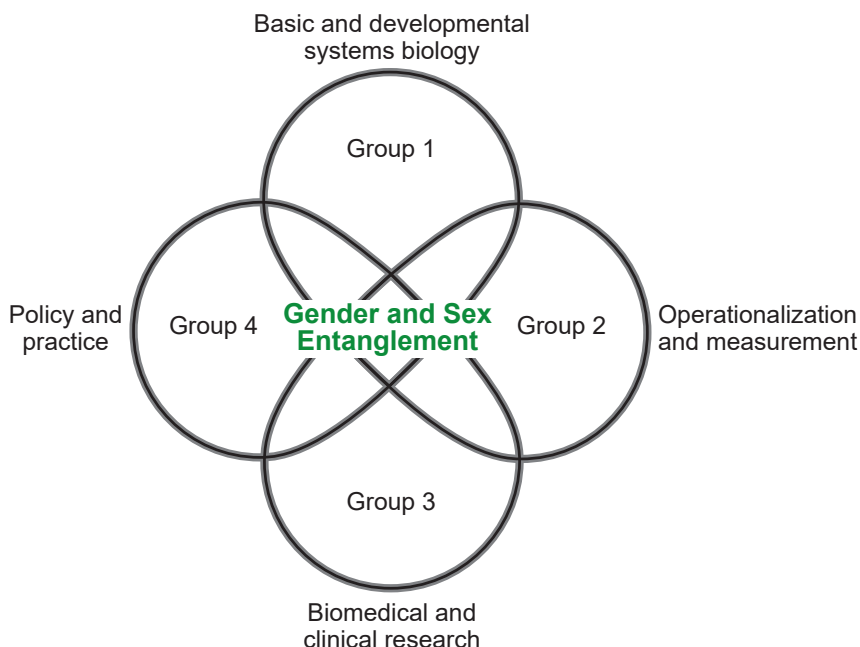 Basic and developmental
systems biology
Group 1
Policy and
practice
Group 4
Gender and Sex
Entanglement
Group 2
Operationalization
and measurement
Group 3
Biomedical and
clinical research